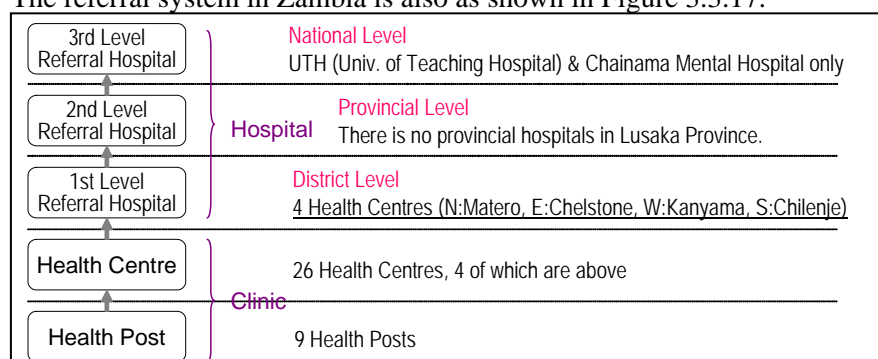 The referral system in Zambia is also as shown in Figure 3.3.17.
3rd Level
Referral Hospital
National Level
UTH (Univ. of Teaching Hospital) & Chainama Mental Hospital only
2nd Level
Referral Hospital
Hospital
Provincial Level
There is no provincial hospitals in Lusaka Province.
1st Level
Referral Hospital
District Level
4 Health Centres (N:Matero, E:Chelstone, W:Kanyama, S:Chilenje)
Health Centre
26 Health Centres, 4 of which are above
Clinic
Health Post
9 Health Posts